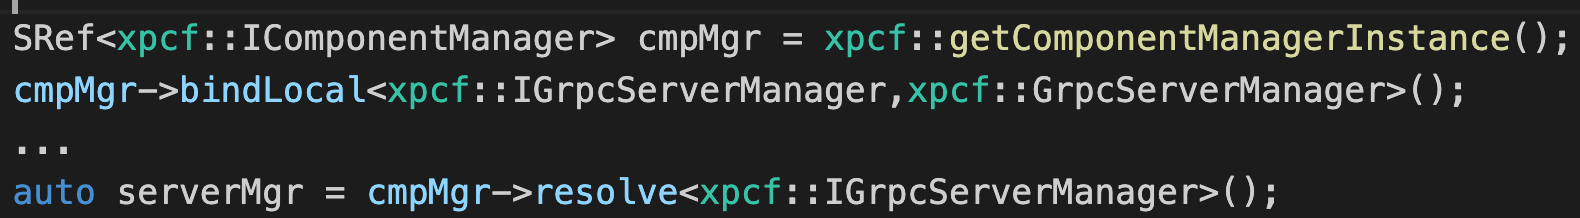 SRef<xpcf::IComponentManager> cmpMgr = xpcf::getComponentManagerInstance();
cmpMgr->bindLocal<xpcf::IGrpcServerManager,xpcf::GrpcServerManager>();
...
auto serverMgr = cmpMgr->resolve<xpcf::IGrpcServerManager>();